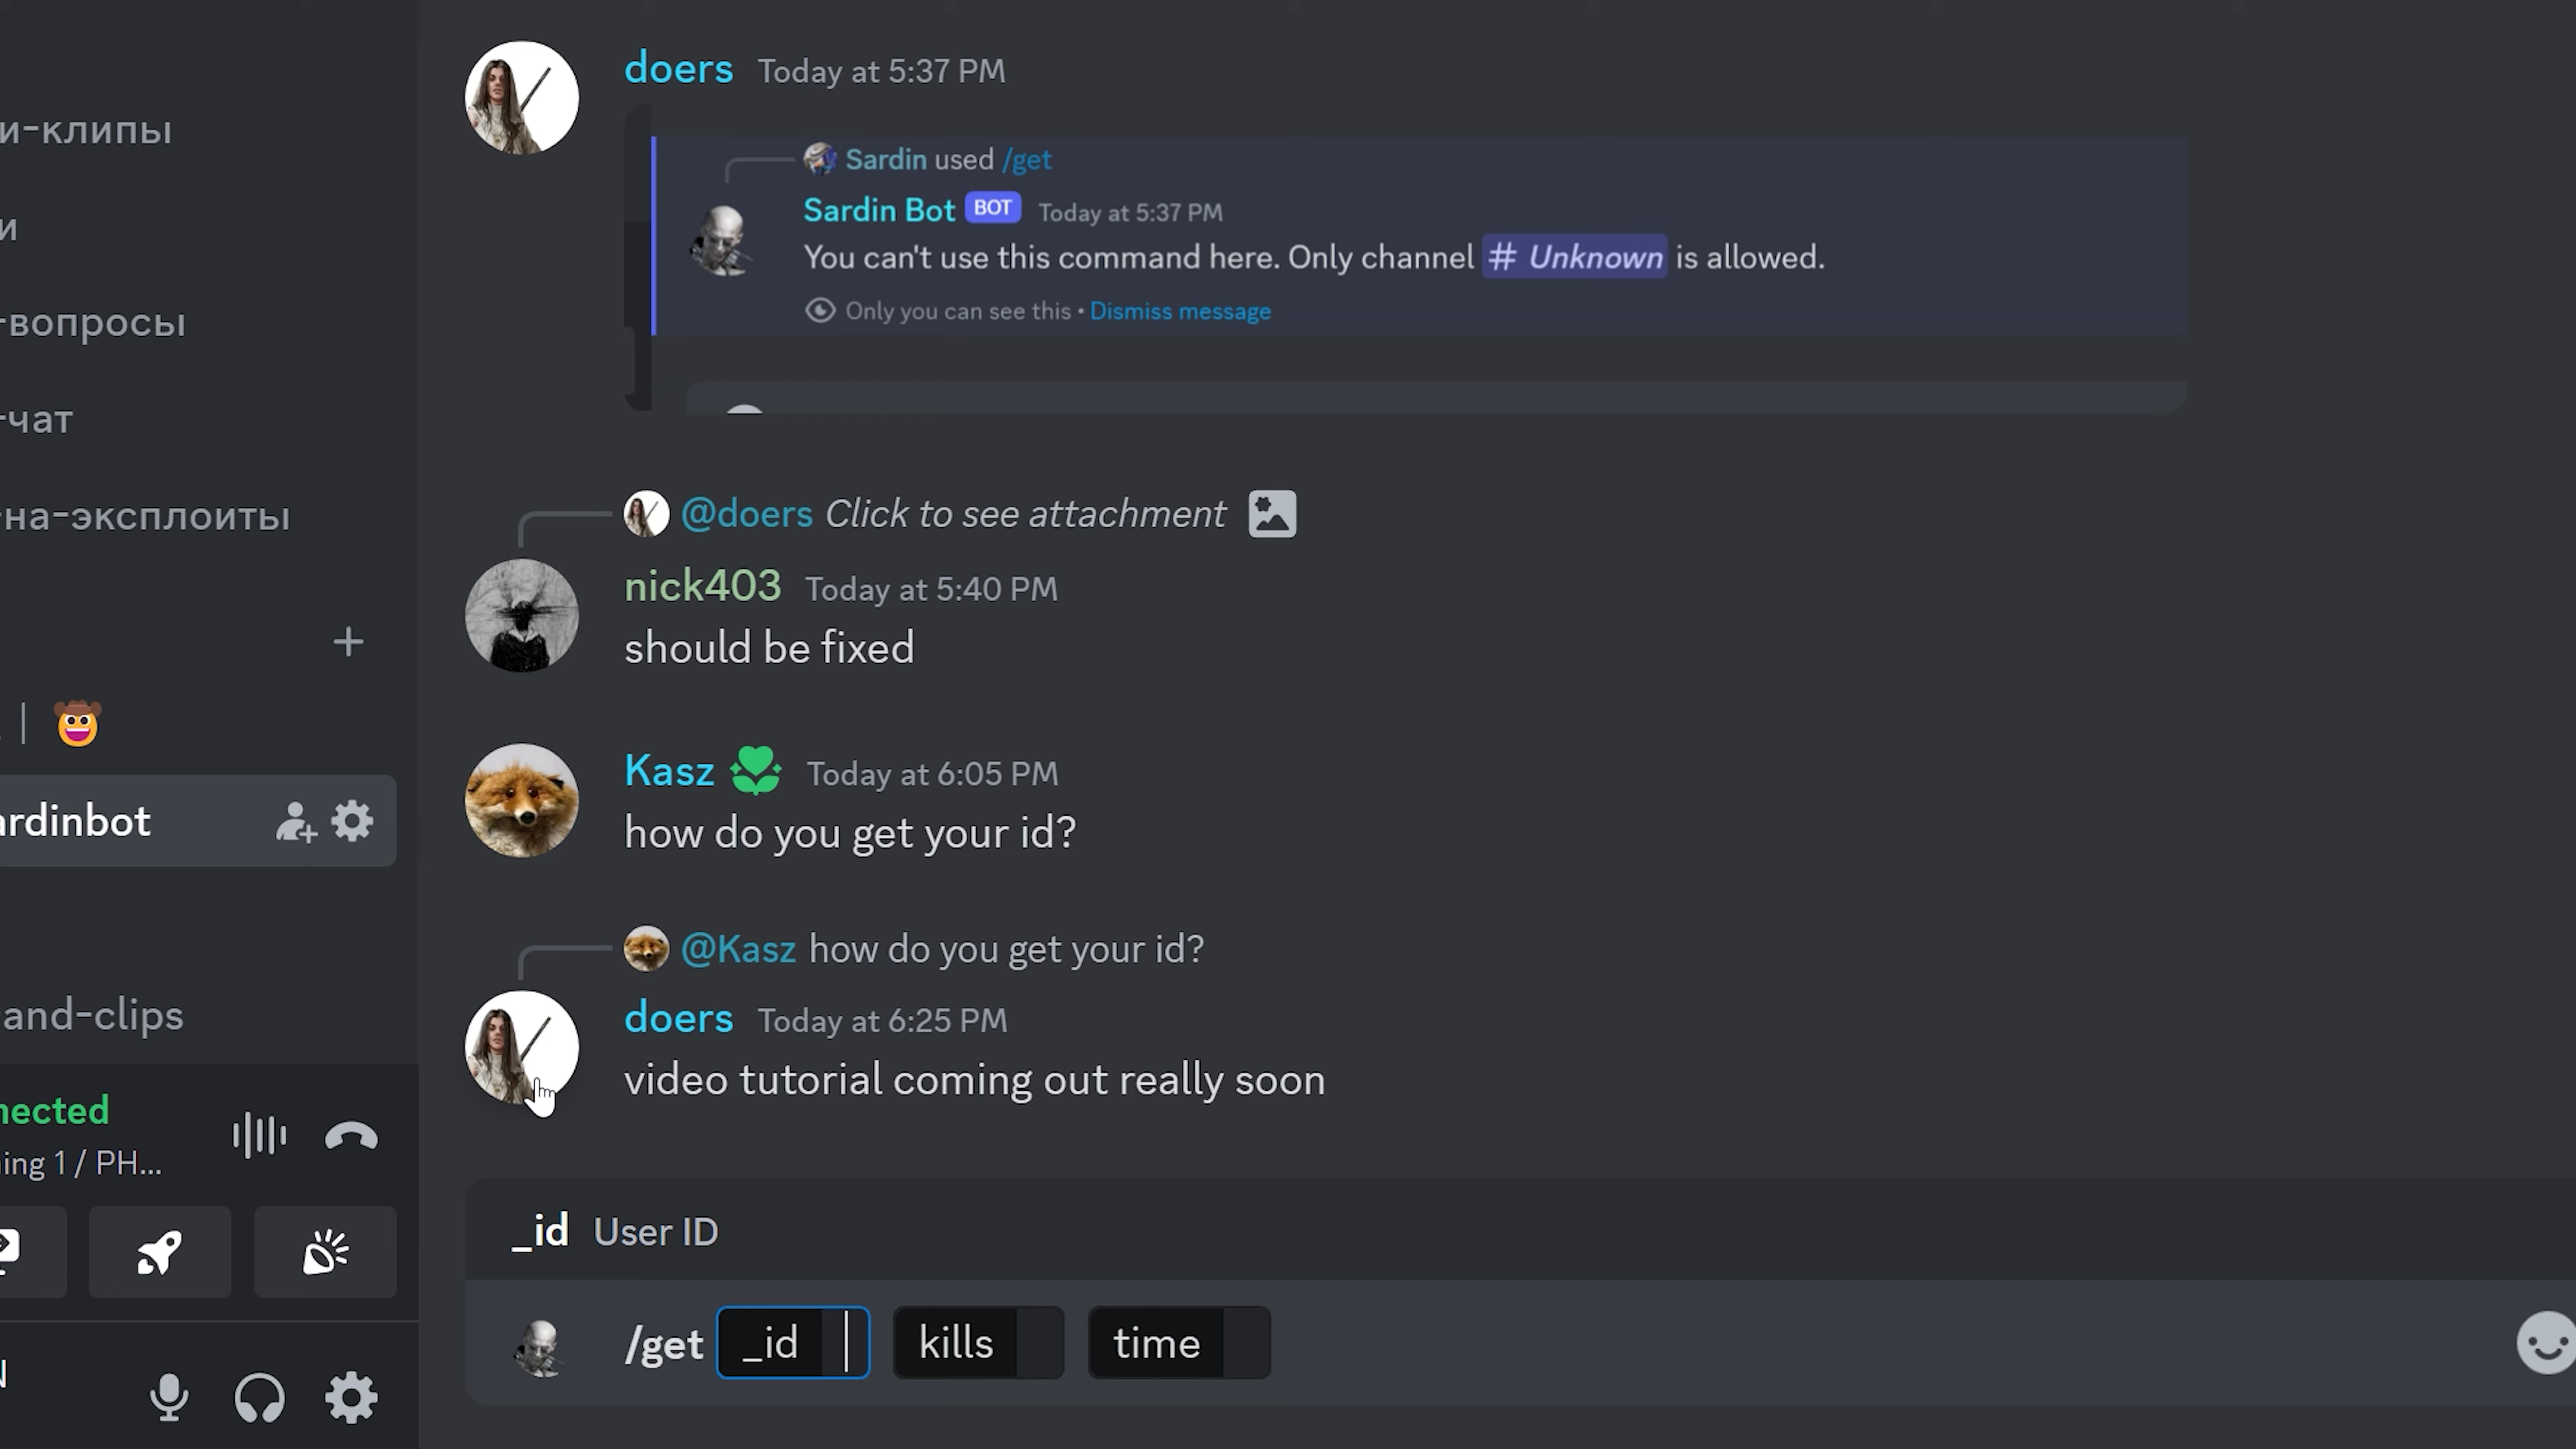 и-клипы
и
-вопросы
-чат
-на-эксплоиты
ardinbot
-and-clips
nected
ing 1 / PH...
N
doers Today at 5:37 PM
Sardin used /get
Sardin Bot BOT Today at 5:37 PM
You can't use this command here. Only channel # Unknown is allowed.
Only you can see this • Dismiss message
@doers Click to see attachment
nick403 Today at 5:40 PM
should be fixed
Kasz Today at 6:05 PM
how do you get your id?
@Kasz how do you get your id?
doers Today at 6:25 PM
video tutorial coming out really soon
_id User ID
/get _id kills time